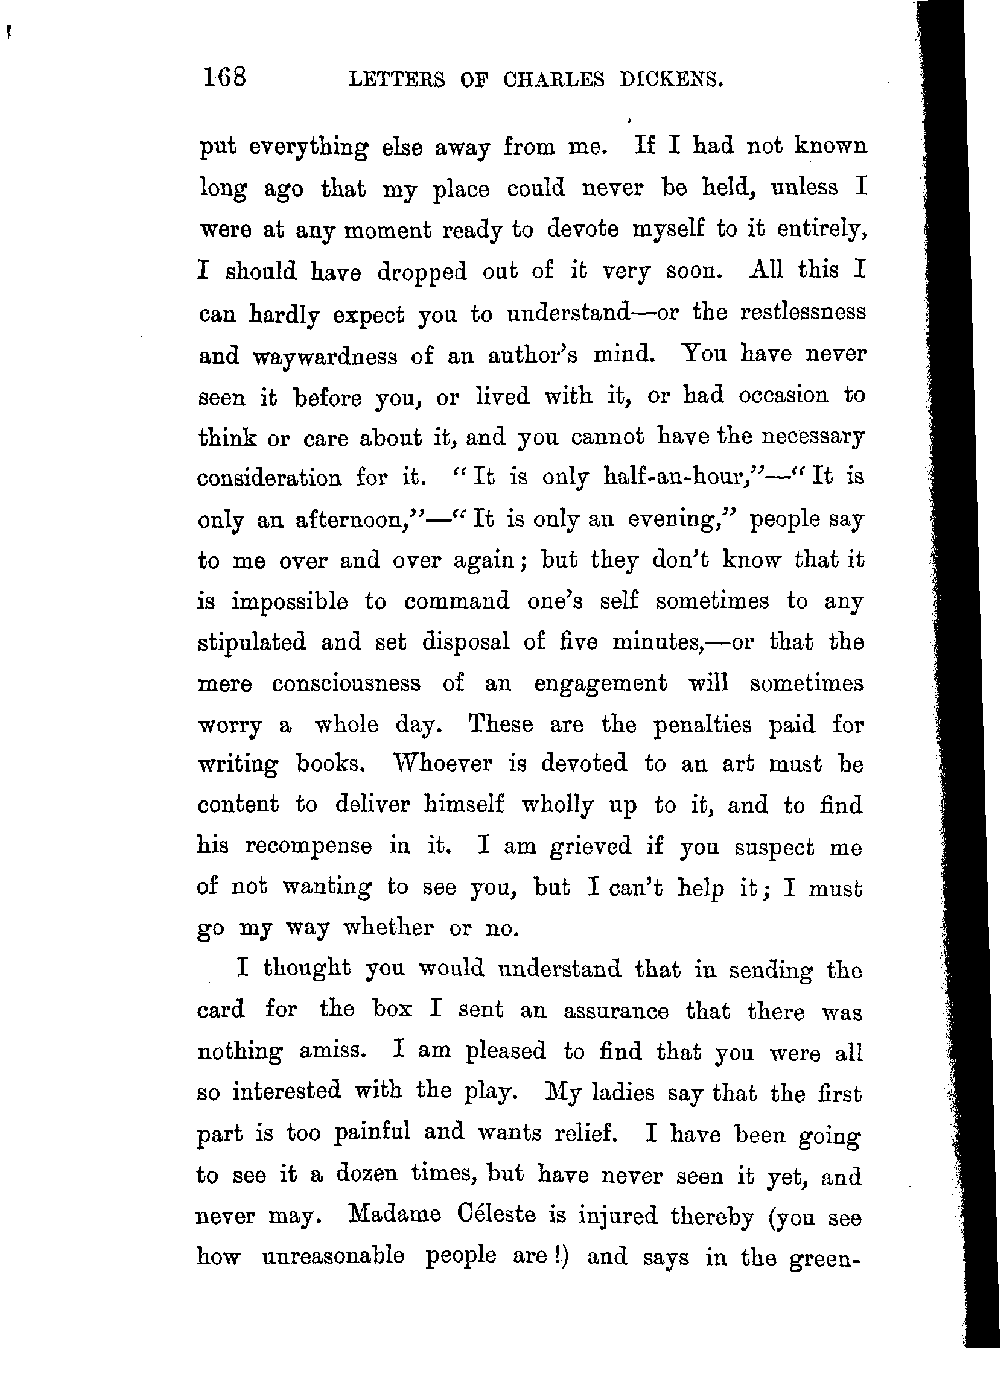 168 LETTERS OF CHARLES DICKENS.
put everything else away from me. If I had not known
long ago that my place could never be held, unless I
were at any moment ready to devote myself to it entirely,
I should have dropped out of it very soon. All this I
can hardly expect you to understand—or the restlessness
and waywardness of an author's mind. You have never
seen it before you, or lived with it, or had occasion to
think or care about it, and you cannot have the necessary
consideration for it. "It is only half-an-hour,"—"It is
only an afternoon,"—"It is only an evening," people say
to me over and over again; but they don't know that it
is impossible to command one's self sometimes to any
stipulated and set disposal of five minutes,—or that the
mere consciousness of an engagement will sometimes
worry a whole day. These are the penalties paid for
writing books. Whoever is devoted to an art must be
content to deliver himself wholly up to it, and to find
his recompense in it. I am grieved if you suspect me
of not wanting to see you, but I can't help it; I must
go my way whether or no.
I thought you would understand that in sending the
card for the box I sent an assurance that there was
nothing amiss. I am pleased to find that you were all
so interested with the play. My ladies say that the first
part is too painful and wants relief. I have been going
to see it a dozen times, but have never seen it yet, and
never may. Madame Céleste is injured thereby (you see
how unreasonable people are!) and says in the green-